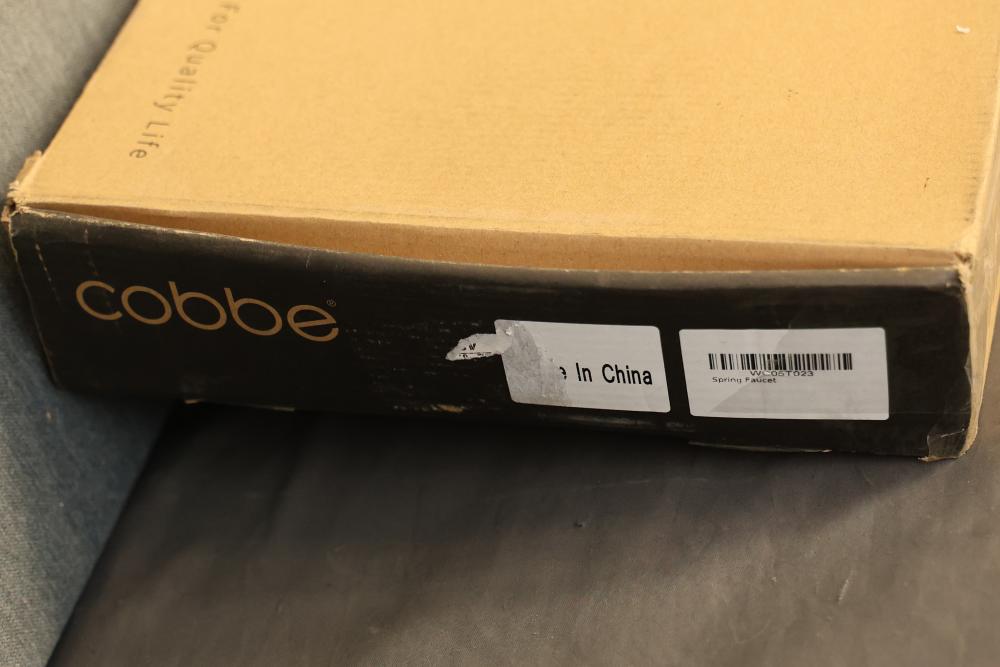 For Quality Life
cobbe®
e In China
WC05T023
Spring Faucet